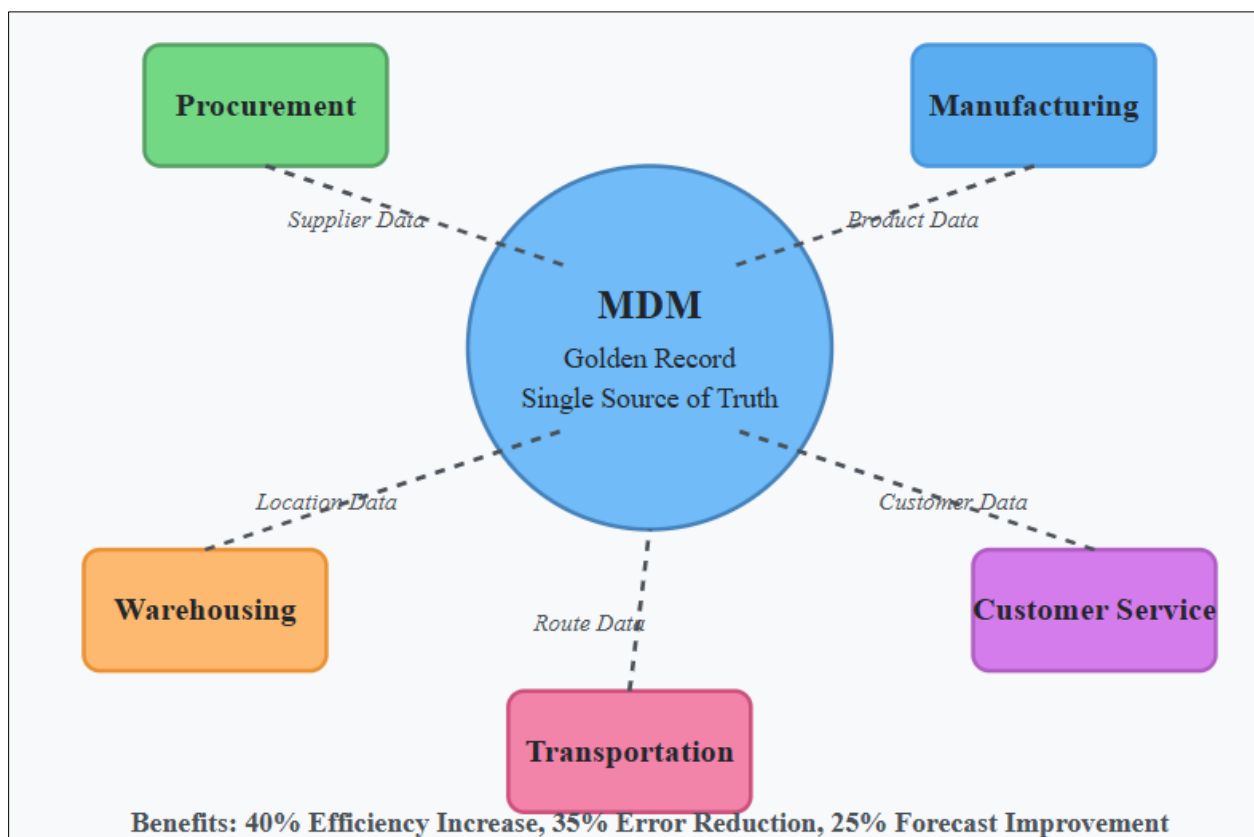 Procurement
Manufacturing
Supplier Data
Product Data
MDM
Golden Record
Single Source of Truth
Location Data
Customer Data
Warehousing
Customer Service
Route Data
Transportation
Benefits: 40% Efficiency Increase, 35% Error Reduction, 25% Forecast Improvement